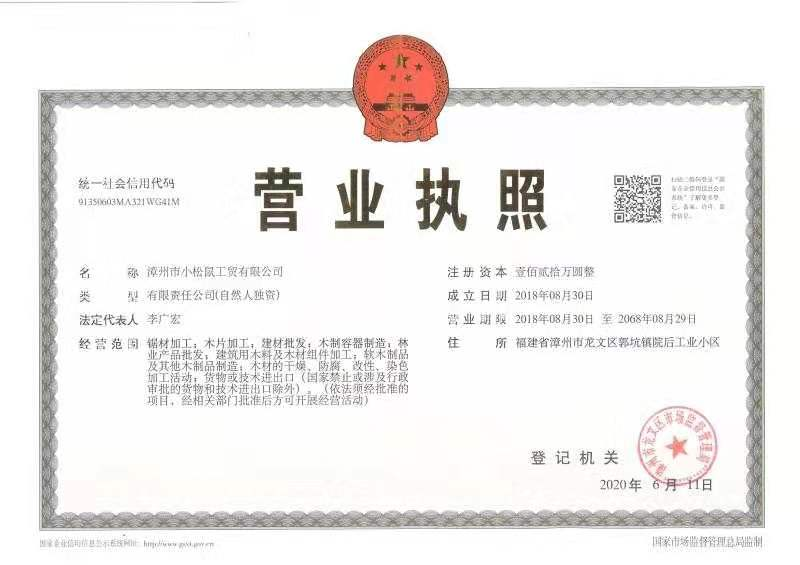 统一社会信用代码
91350603MA321WG41M
营业执照
扫描二维码登录“国
家企业信用信息公示
系统”了解更多登
记、备案、许可、监
管信息。
名 称 漳州市小松鼠工贸有限公司
类 型 有限责任公司(自然人独资)
法定代表人 李广宏
经营范围 锯材加工；木片加工；建材批发；木制容器制造；林
业产品批发；建筑用木料及木材组件加工；软木制品
及其他木制品制造；木材的干燥、防腐、改性、染色
加工活动；货物或技术进出口（国家禁止或涉及行政
审批的货物和技术进出口除外）。（依法须经批准的
项目，经相关部门批准后方可开展经营活动）
注册资本 壹佰贰拾万圆整
成立日期 2018年08月30日
营业期限 2018年08月30日 至 2068年08月29日
住 所 福建省漳州市龙文区郭坑镇院后工业小区
登记机关
漳州市龙文区市场监督管理局
2020年 6月 11日
国家企业信用信息公示系统网址：http://www.gsxt.gov.cn
国家市场监督管理总局监制